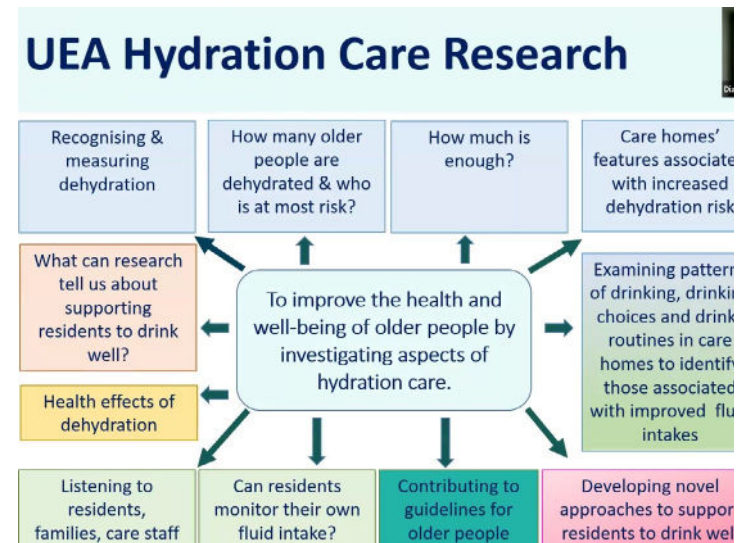 UEA Hydration Care Research
Recognising &
measuring
dehydration
How many older
people are
dehydrated & who
is at most risk?
How much is
enough?
Care homes’
features associate
with increased
dehydration risk
What can research
tell us about
supporting
residents to drink
well?
To improve the health and
well-being of older people by
investigating aspects of
hydration care.
Examining pattern
of drinking, drinkin
choices and drink
routines in care
homes to identify
those associated
with improved flu
intakes
Health effects of
dehydration
Listening to
residents,
families, care staff
Can residents
monitor their own
fluid intake?
Contributing to
guidelines for
older people
Developing novel
approaches to suppor
residents to drink wel